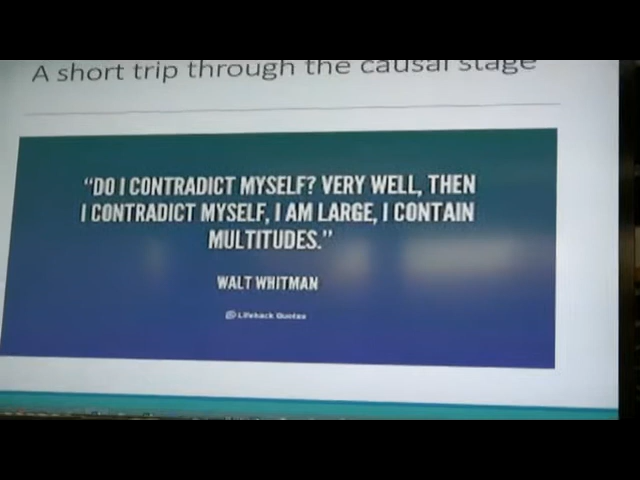 A short trip through the causal stage
“DO I CONTRADICT MYSELF? VERY WELL, THEN
I CONTRADICT MYSELF, I AM LARGE, I CONTAIN
MULTITUDES.”
WALT WHITMAN
Lifehack Quotes